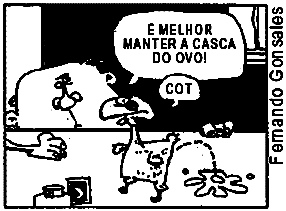 É MELHOR
MANTER A CASCA
DO OVO!
COT
Fernando Gonsales